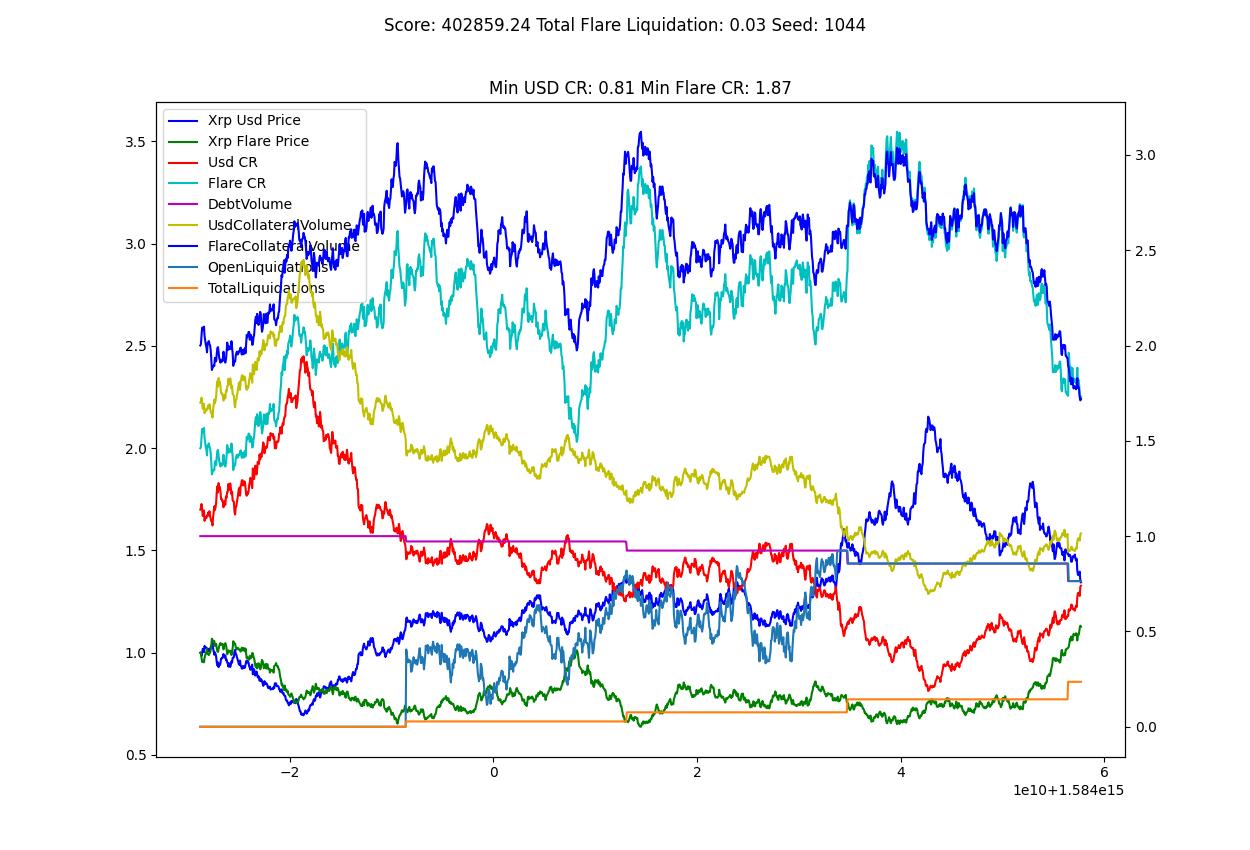 Score: 402859.24 Total Flare Liquidation: 0.03 Seed: 1044
Min USD CR: 0.81 Min Flare CR: 1.87
Xrp Usd Price
Xrp Flare Price
Usd CR
Flare CR
DebtVolume
UsdCollateralVolume
FlareCollateralVolume
OpenLiquidations
TotalLiquidations
3.5
3.0
2.5
2.0
1.5
1.0
0.5
3.0
2.5
2.0
1.5
1.0
0.5
0.0
−2
0
2
4
6
1e10+1.584e15